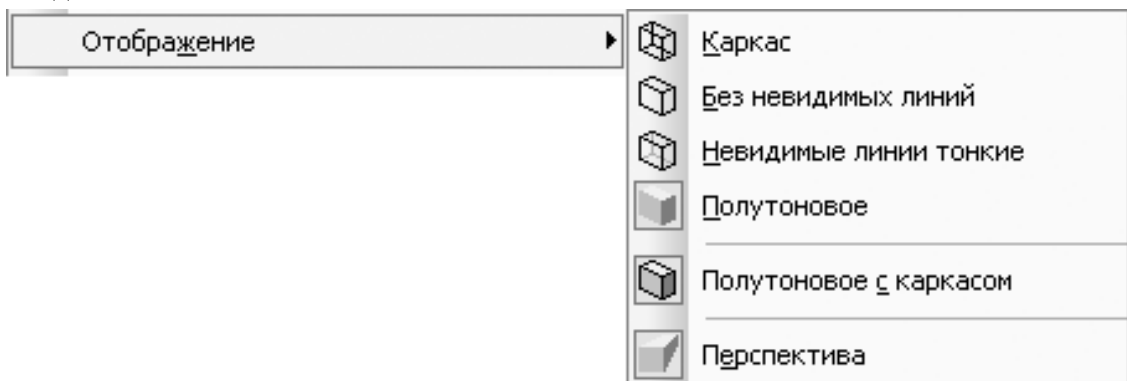 Отображение
Каркас
Без невидимых линий
Невидимые линии тонкие
Полутоновое
Полутоновое с каркасом
Перспектива